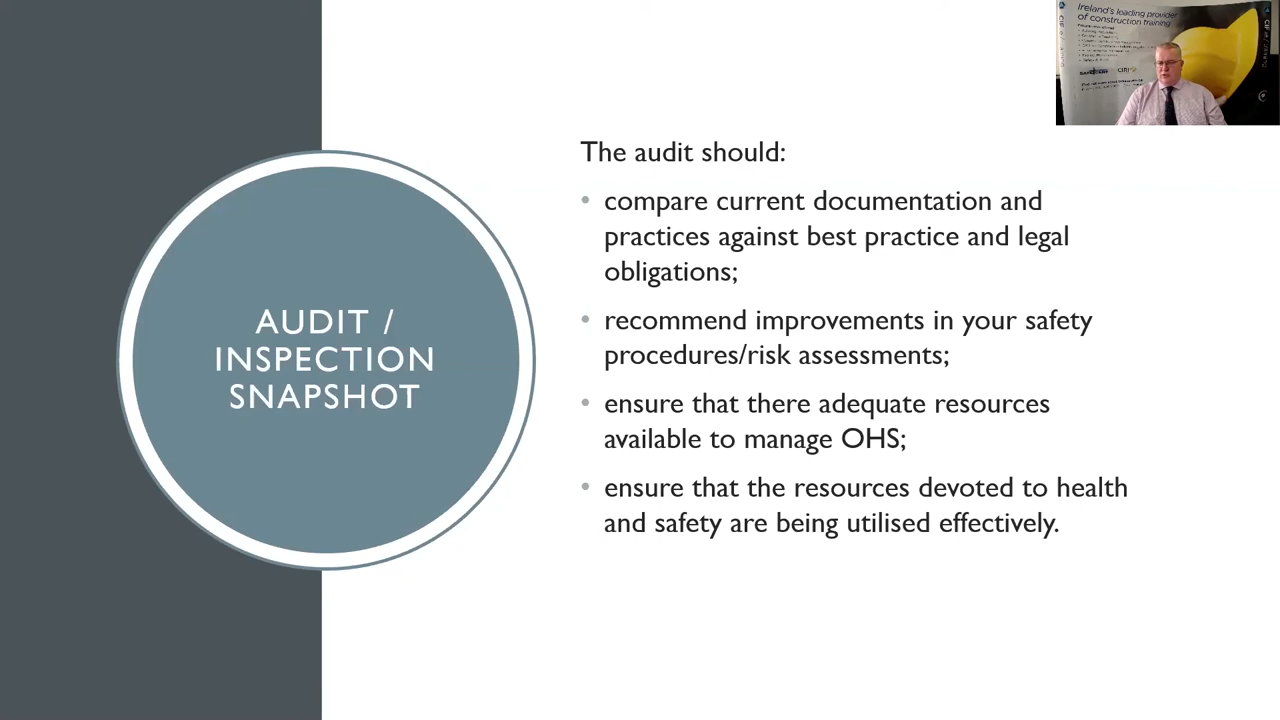 Ireland's leading provider
of construction training
CIRI
AUDIT /
INSPECTION
SNAPSHOT
The audit should:
• compare current documentation and
practices against best practice and legal
obligations;
• recommend improvements in your safety
procedures/risk assessments;
• ensure that there adequate resources
available to manage OHS;
• ensure that the resources devoted to health
and safety are being utilised effectively.